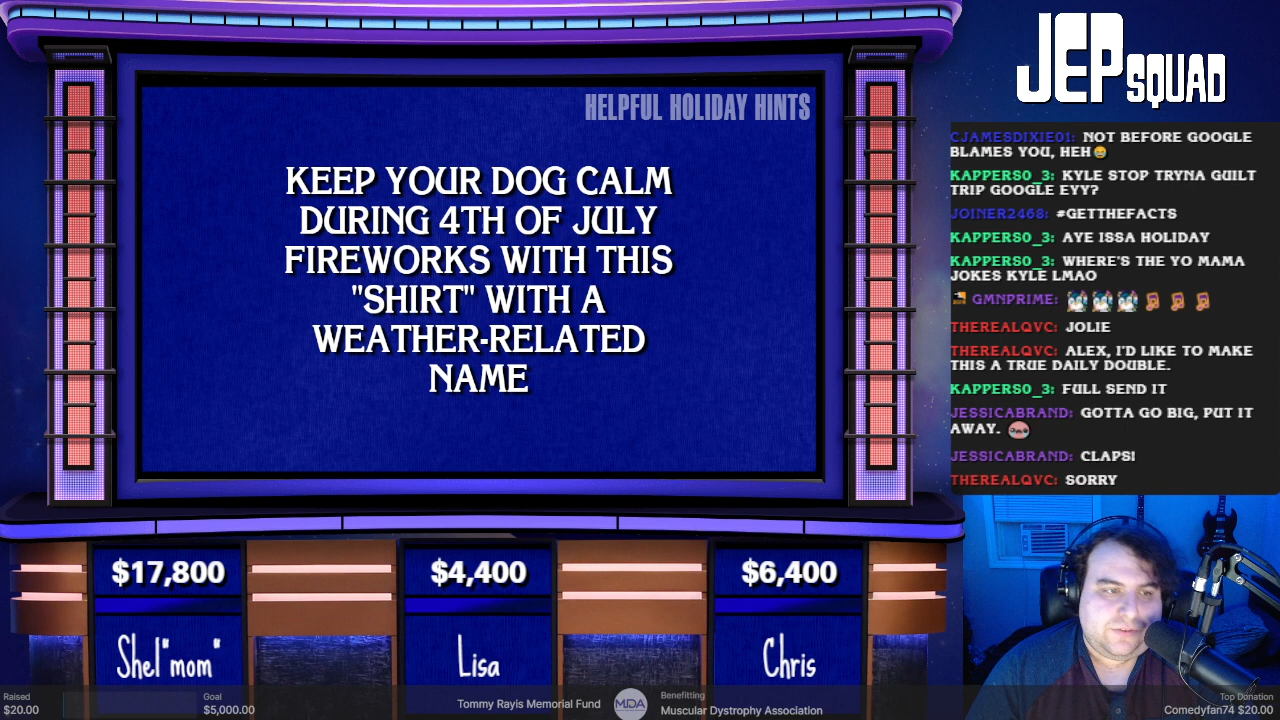 HELPFUL HOLIDAY HINTS
KEEP YOUR DOG CALM
DURING 4TH OF JULY
FIREWORKS WITH THIS
"SHIRT" WITH A
WEATHER-RELATED
NAME
JEP SQUAD
CJAMESDIXIE01: NOT BEFORE GOOGLE
BLAMES YOU, HEH😂
KAPPERS0_3: KYLE STOP TRYNA GUILT
TRIP GOOGLE EYY?
JOINER2468: #GETTHEFACTS
KAPPERS0_3: AYE ISSA HOLIDAY
KAPPERS0_3: WHERE'S THE YO MAMA
JOKES KYLE LMAO
GMNPRIME:
THEREALQVC: JOLIE
THEREALQVC: ALEX, I'D LIKE TO MAKE
THIS A TRUE DAILY DOUBLE.
KAPPERS0_3: FULL SEND IT
JESSICABRAND: GOTTA GO BIG, PUT IT
AWAY.
JESSICABRAND: CLAPS!
THEREALQVC: SORRY
$17,800
$4,400
$6,400
Shel"mom"
Lisa
Chris
Raised
$20.00
Goal
$5,000.00
Tommy Rayis Memorial Fund
MDA
Benefitting
Muscular Dystrophy Association
Top Donation
Comedyfan74 $20.00